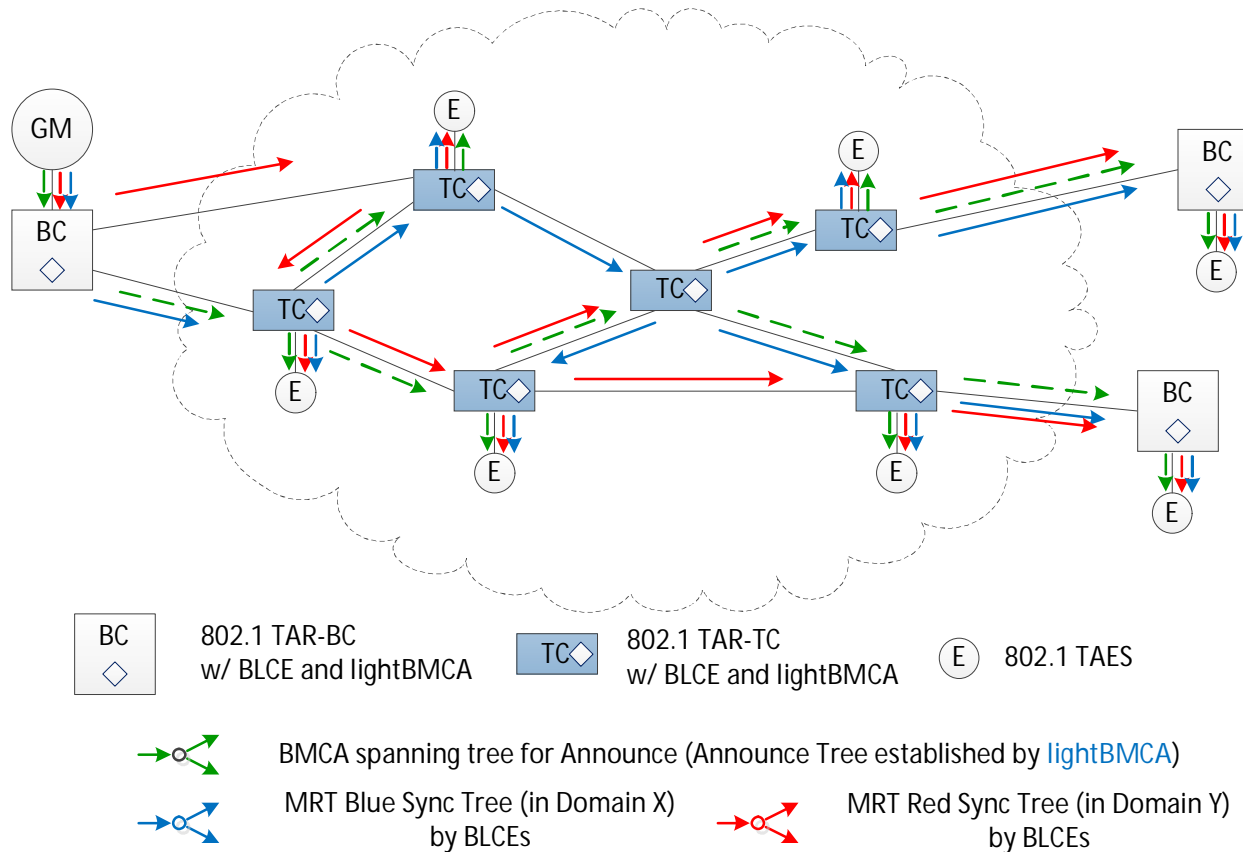 E
GM
E
BC
TC
TC
BC
BC
TC
TC
E
TC
E
TC
TC
BC
E
E
E
802.1 TAR-BC
w/ BLCE and lightBMCA
BC
802.1 TAR-TC
w/ BLCE and lightBMCA
TC
E
802.1 TAES
BMCA spanning tree for Announce (Announce Tree established by lightBMCA)
MRT Blue Sync Tree (in Domain X)
by BLCEs
MRT Red Sync Tree (in Domain Y)
by BLCEs